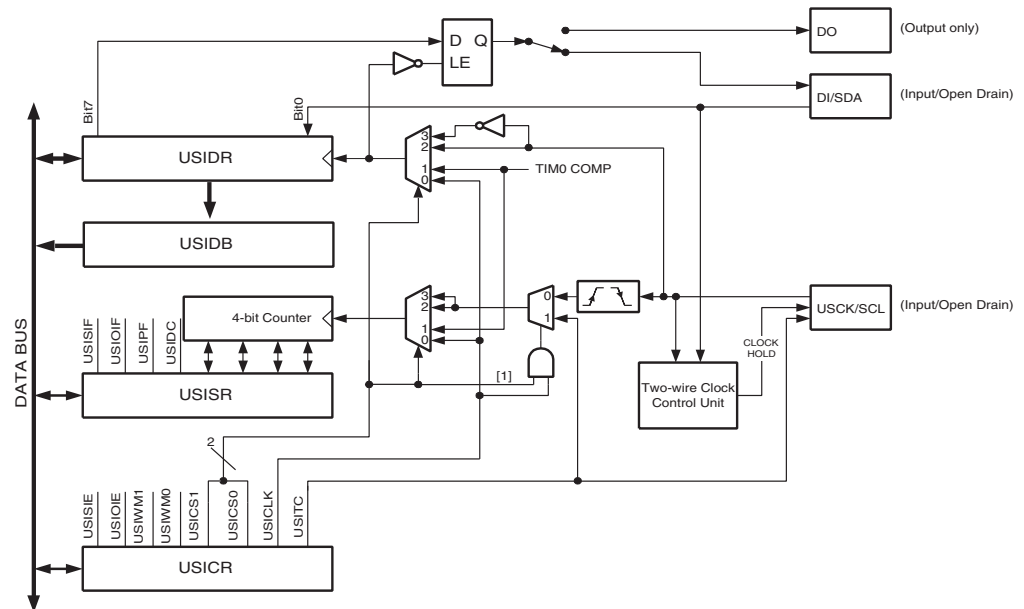 DO
(Output only)
D Q
LE
DI/SDA
(Input/Open Drain)
Bit7
Bit0
USIDR
3
2
1
0
TIM0 COMP
USIDB
DATA BUS
4-bit Counter
3
2
1
0
0
1
USCK/SCL
(Input/Open Drain)
CLOCK
HOLD
USISIF
USIOIF
USIPF
USIDC
USISR
[1]
Two-wire Clock
Control Unit
2
USISIE
USIOIE
USIWM1
USIWM0
USICS1
USICS0
USICLK
USITC
USICR